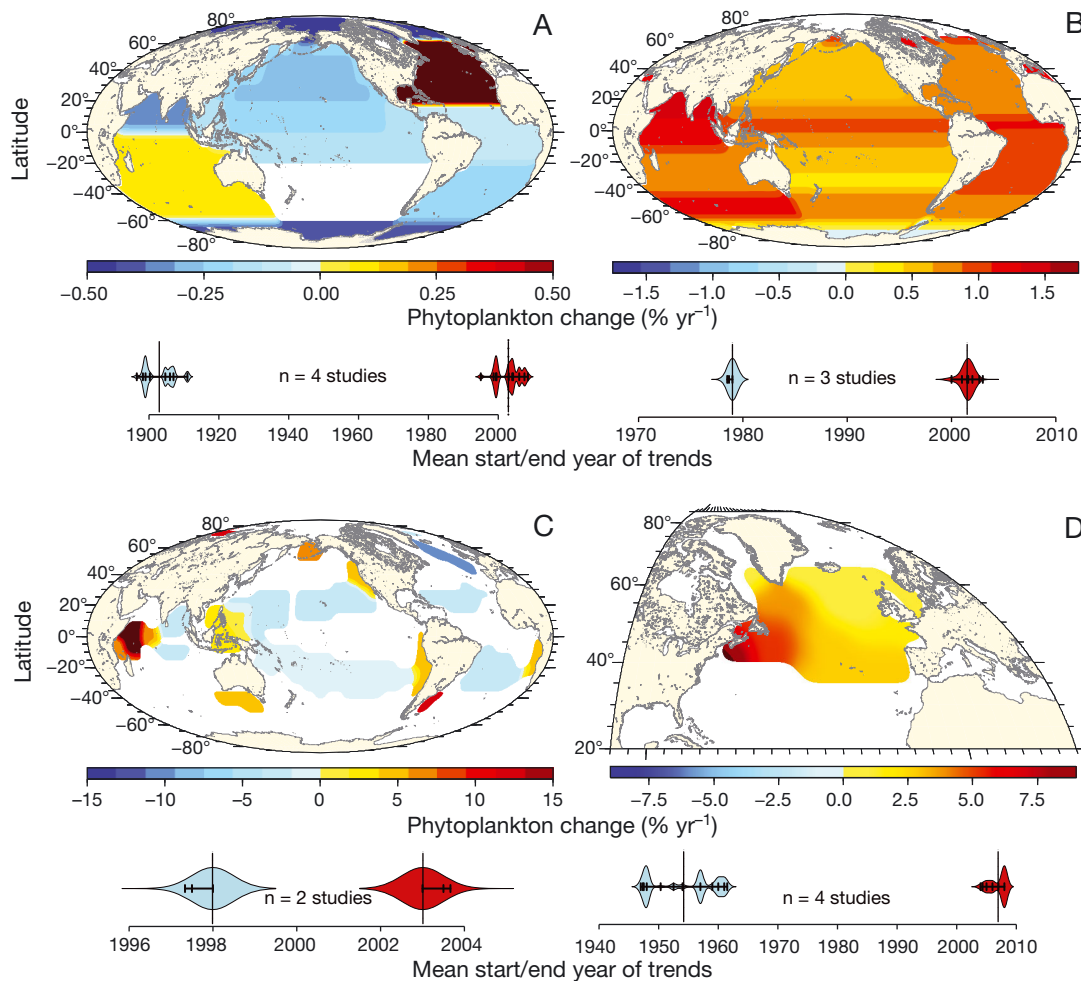 A
B
80°
60°
40°
20°
0°
−20°
−40°
−60°
−80°
Latitude
80°
60°
40°
20°
0°
−20°
−40°
−60°
−80°
−0.50 −0.25 0.00 0.25 0.50
−1.5 −1.0 −0.5 0.0 0.5 1.0 1.5
Phytoplankton change (% yr−1)
n = 4 studies
n = 3 studies
1900 1920 1940 1960 1980 2000
1970 1980 1990 2000 2010
Mean start/end year of trends
C
D
80°
60°
40°
20°
0°
−20°
−40°
−60°
−80°
Latitude
80°
60°
40°
20°
−15 −10 −5 0 5 10 15
−7.5 −5.0 −2.5 0.0 2.5 5.0 7.5
Phytoplankton change (% yr−1)
n = 2 studies
n = 4 studies
1996 1998 2000 2002 2004
1940 1950 1960 1970 1980 1990 2000 2010
Mean start/end year of trends